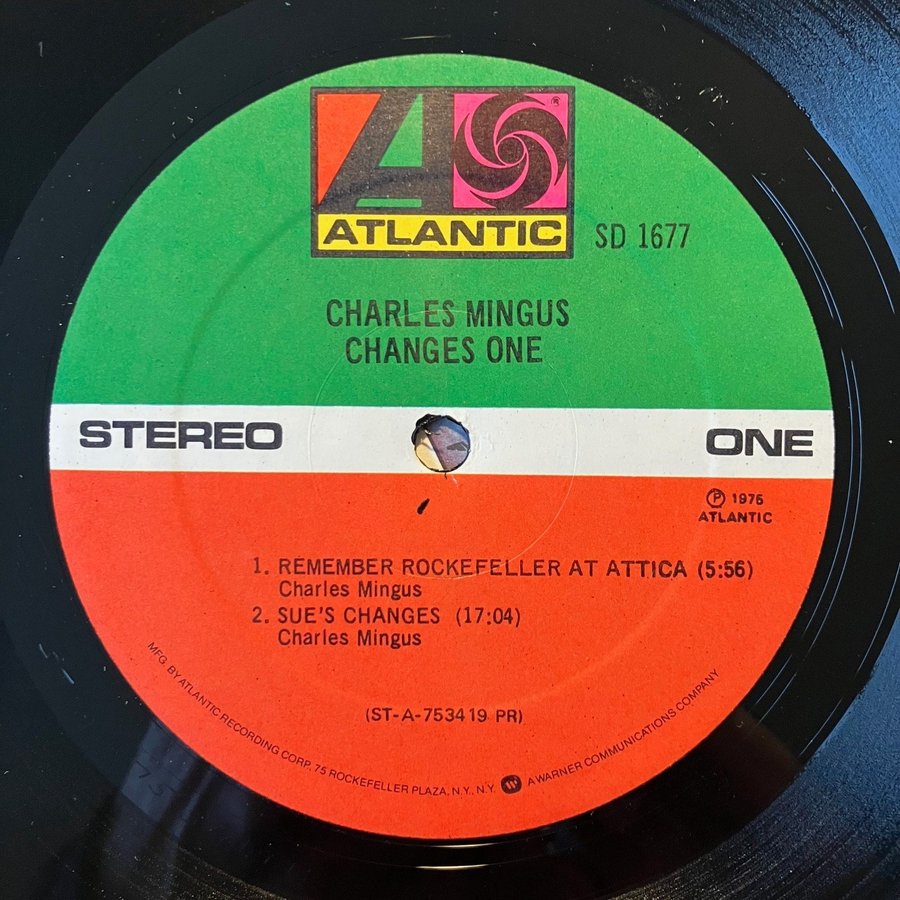 ATLANTIC
®
SD 1677
CHARLES MINGUS
CHANGES ONE
STEREO
ONE
℗ 1975
ATLANTIC
1. REMEMBER ROCKEFELLER AT ATTICA (5:56)
Charles Mingus
2. SUE'S CHANGES (17:04)
Charles Mingus
(ST-A-753419 PR)
MFG. BY ATLANTIC RECORDING CORP., 75 ROCKEFELLER PLAZA, N.Y., N.Y. A WARNER COMMUNICATIONS COMPANY